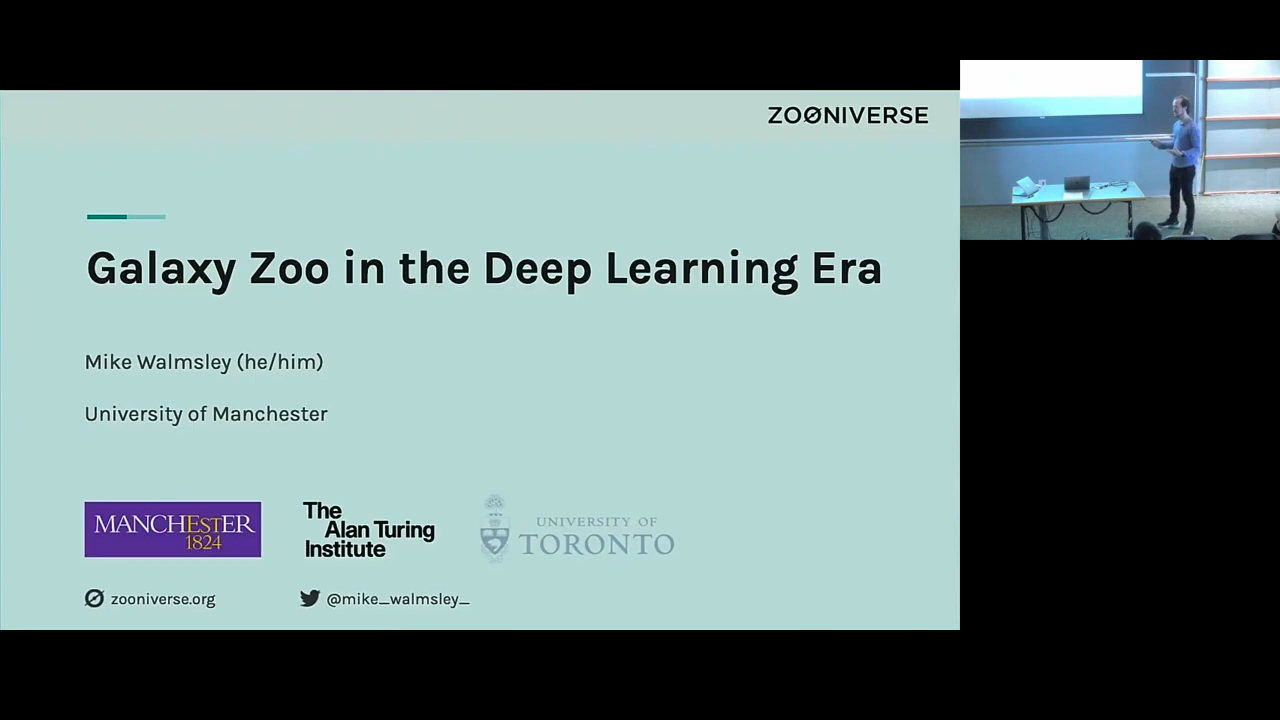 ZOØNIVERSE
Galaxy Zoo in the Deep Learning Era
Mike Walmsley (he/him)
University of Manchester
MANCHESTER
1824
The
Alan Turing
Institute
UNIVERSITY OF
TORONTO
zooniverse.org
@mike_walmsley_